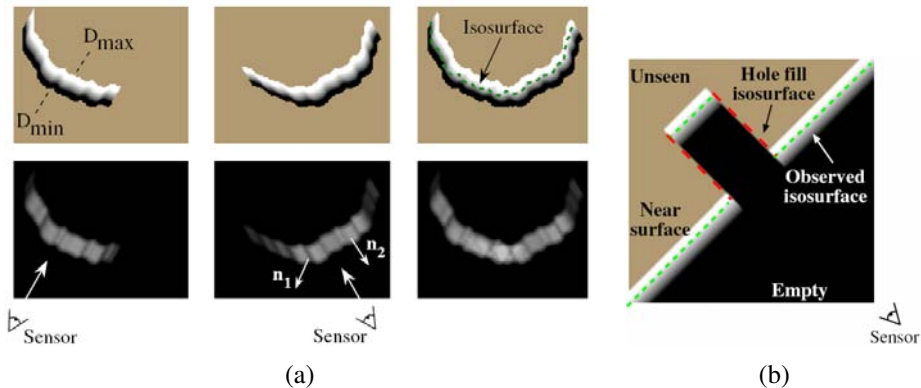 Dmax
Dmin
Isosurface
n1
n2
Sensor
Sensor
(a)
Unseen
Hole fill
isosurface
Observed
isosurface
Near
surface
Empty
Sensor
(b)